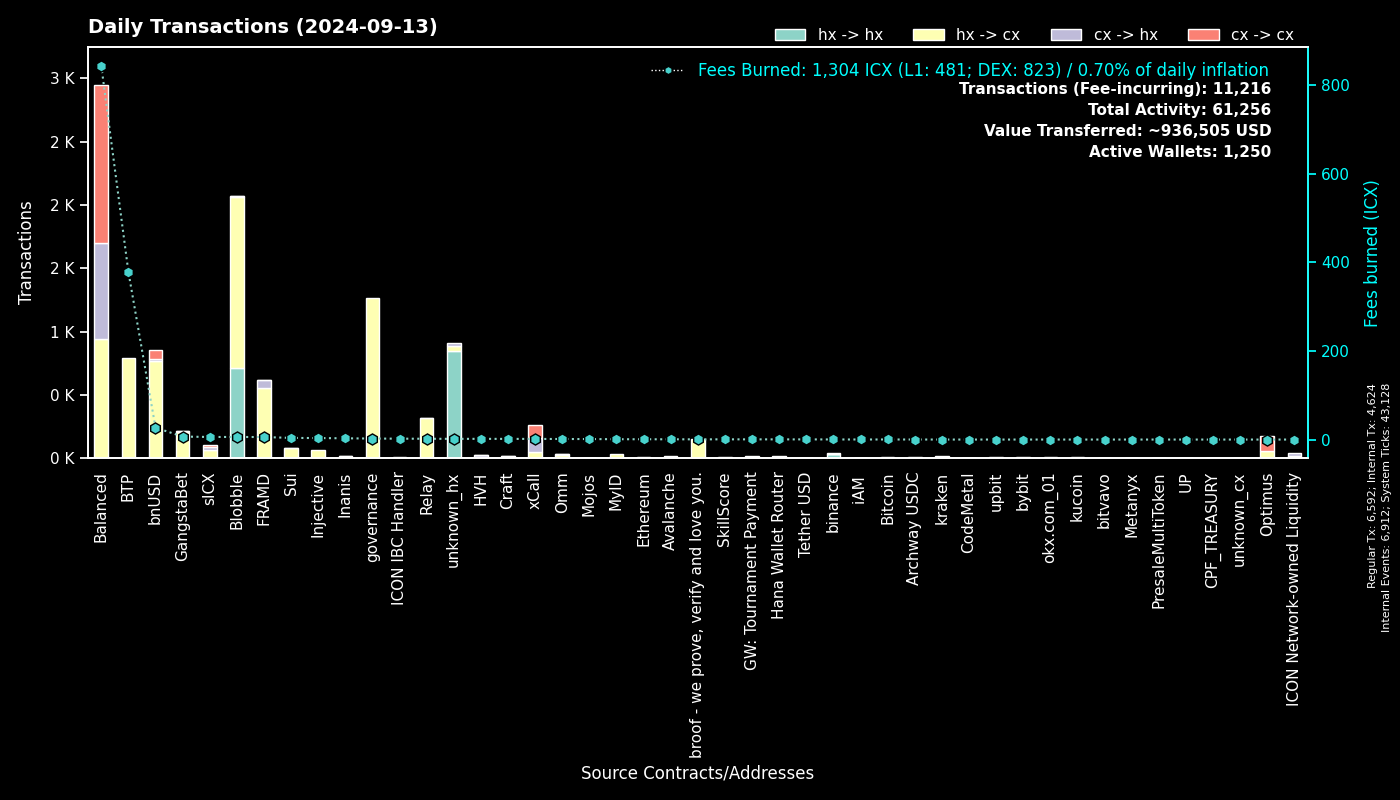 Daily Transactions (2024-09-13)
hx -> hx
hx -> cx
cx -> hx
cx -> cx
Fees Burned: 1,304 ICX (L1: 481; DEX: 823) / 0.70% of daily inflation
Transactions (Fee-incurring): 11,216
Total Activity: 61,256
Value Transferred: ~936,505 USD
Active Wallets: 1,250
Transactions
3 K
2 K
2 K
2 K
1 K
0 K
0 K
800
600
400
200
0
Fees burned (ICX)
Regular Tx: 6,592; Internal Tx: 4,624
Internal Events: 6,912; System Ticks: 43,128
Balanced
BTP
bnUSD
GangstaBet
sICX
Blobble
FRAMD
Sui
Injective
Inanis
governance
ICON IBC Handler
Relay
unknown_hx
HVH
Craft
xCall
Omm
Mojos
MyID
Ethereum
Avalanche
broof - we prove, verify and love you.
SkillScore
GW: Tournament Payment
Hana Wallet Router
Tether USD
binance
iAM
Bitcoin
Archway USDC
kraken
CodeMetal
upbit
bybit
okx.com_01
kucoin
bitvavo
Metanyx
PresaleMultiToken
UP
CPF_TREASURY
unknown_cx
Optimus
ICON Network-owned Liquidity
Source Contracts/Addresses